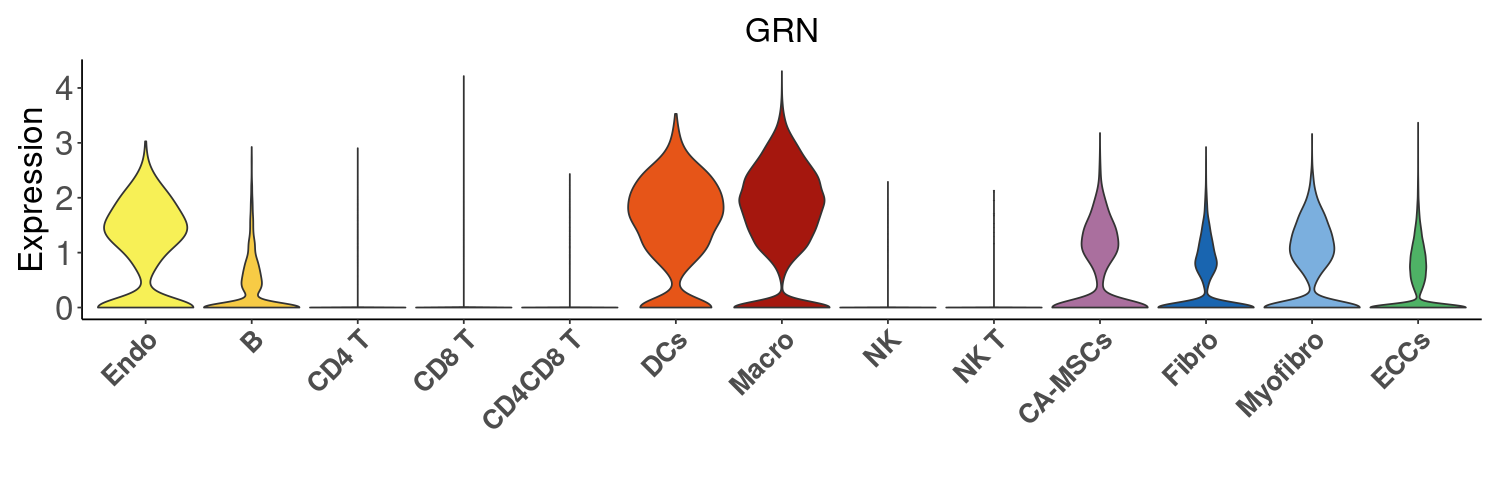 GRN
Expression
4
3
2
1
0
Endo
B
CD4 T
CD8 T
CD4CD8 T
DCs
Macro
NK
NK T
CA-MSCs
Fibro
Myofibro
ECCs